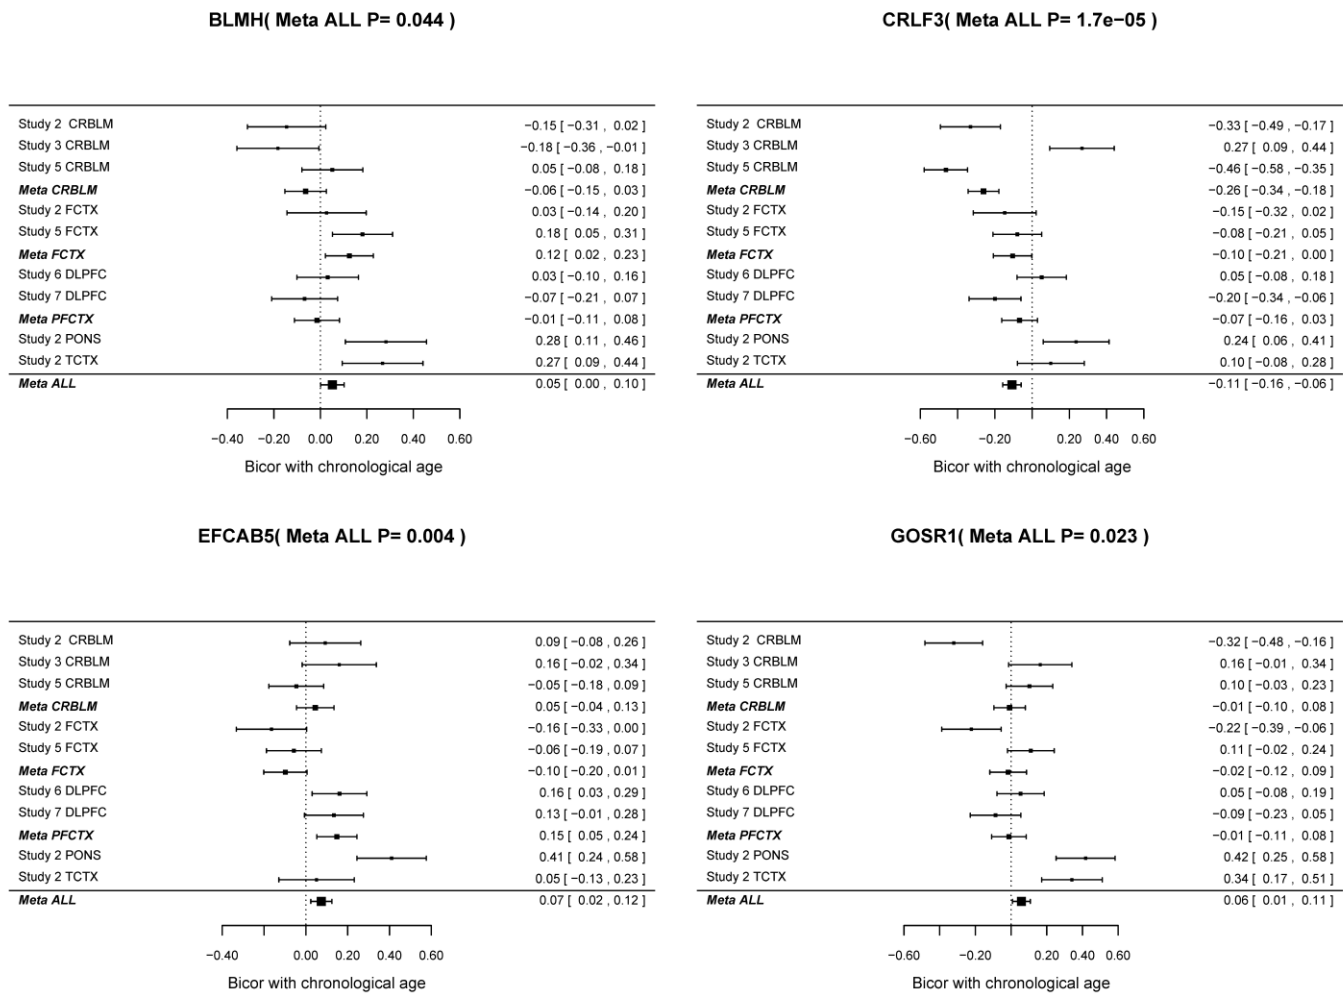 BLMH( Meta ALL P= 0.044 )
Study 2 CRBLM −0.15 [ −0.31 , 0.02 ]
Study 3 CRBLM −0.18 [ −0.36 , −0.01 ]
Study 5 CRBLM 0.05 [ −0.08 , 0.18 ]
Meta CRBLM −0.06 [ −0.15 , 0.03 ]
Study 2 FCTX 0.03 [ −0.14 , 0.20 ]
Study 5 FCTX 0.18 [ 0.05 , 0.31 ]
Meta FCTX 0.12 [ 0.02 , 0.23 ]
Study 6 DLPFC 0.03 [ −0.10 , 0.16 ]
Study 7 DLPFC −0.07 [ −0.21 , 0.07 ]
Meta PFCTX −0.01 [ −0.11 , 0.08 ]
Study 2 PONS 0.28 [ 0.11 , 0.46 ]
Study 2 TCTX 0.27 [ 0.09 , 0.44 ]
Meta ALL 0.05 [ 0.00 , 0.10 ]
−0.40 −0.20 0.00 0.20 0.40 0.60
Bicor with chronological age
CRLF3( Meta ALL P= 1.7e−05 )
Study 2 CRBLM −0.33 [ −0.49 , −0.17 ]
Study 3 CRBLM 0.27 [ 0.09 , 0.44 ]
Study 5 CRBLM −0.46 [ −0.58 , −0.35 ]
Meta CRBLM −0.26 [ −0.34 , −0.18 ]
Study 2 FCTX −0.15 [ −0.32 , 0.02 ]
Study 5 FCTX −0.08 [ −0.21 , 0.05 ]
Meta FCTX −0.10 [ −0.21 , 0.00 ]
Study 6 DLPFC 0.05 [ −0.08 , 0.18 ]
Study 7 DLPFC −0.20 [ −0.34 , −0.06 ]
Meta PFCTX −0.07 [ −0.16 , 0.03 ]
Study 2 PONS 0.24 [ 0.06 , 0.41 ]
Study 2 TCTX 0.10 [ −0.08 , 0.28 ]
Meta ALL −0.11 [ −0.16 , −0.06 ]
−0.60 −0.20 0.20 0.60
Bicor with chronological age
EFCAB5( Meta ALL P= 0.004 )
Study 2 CRBLM 0.09 [ −0.08 , 0.26 ]
Study 3 CRBLM 0.16 [ −0.02 , 0.34 ]
Study 5 CRBLM −0.05 [ −0.18 , 0.09 ]
Meta CRBLM 0.05 [ −0.04 , 0.13 ]
Study 2 FCTX −0.16 [ −0.33 , 0.00 ]
Study 5 FCTX −0.06 [ −0.19 , 0.07 ]
Meta FCTX −0.10 [ −0.20 , 0.01 ]
Study 6 DLPFC 0.16 [ 0.03 , 0.29 ]
Study 7 DLPFC 0.13 [ −0.01 , 0.28 ]
Meta PFCTX 0.15 [ 0.05 , 0.24 ]
Study 2 PONS 0.41 [ 0.24 , 0.58 ]
Study 2 TCTX 0.05 [ −0.13 , 0.23 ]
Meta ALL 0.07 [ 0.02 , 0.12 ]
−0.40 0.00 0.20 0.40 0.60
Bicor with chronological age
GOSR1( Meta ALL P= 0.023 )
Study 2 CRBLM −0.32 [ −0.48 , −0.16 ]
Study 3 CRBLM 0.16 [ −0.01 , 0.34 ]
Study 5 CRBLM 0.10 [ −0.03 , 0.23 ]
Meta CRBLM −0.01 [ −0.10 , 0.08 ]
Study 2 FCTX −0.22 [ −0.39 , −0.06 ]
Study 5 FCTX 0.11 [ −0.02 , 0.24 ]
Meta FCTX −0.02 [ −0.12 , 0.09 ]
Study 6 DLPFC 0.05 [ −0.08 , 0.19 ]
Study 7 DLPFC −0.09 [ −0.23 , 0.05 ]
Meta PFCTX −0.01 [ −0.11 , 0.08 ]
Study 2 PONS 0.42 [ 0.25 , 0.58 ]
Study 2 TCTX 0.34 [ 0.17 , 0.51 ]
Meta ALL 0.06 [ 0.01 , 0.11 ]
−0.60 −0.20 0.20 0.40 0.60
Bicor with chronological age